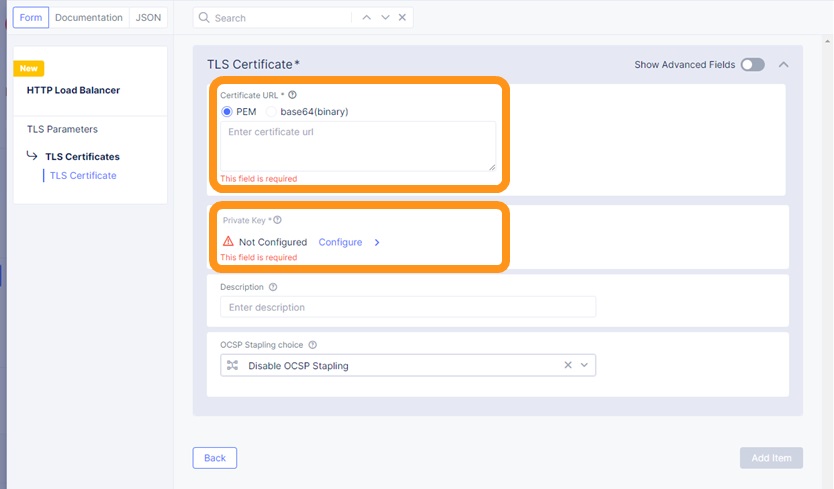 Form Documentation JSON
Search
New
HTTP Load Balancer
TLS Parameters
TLS Certificates
TLS Certificate
TLS Certificate*
Show Advanced Fields
Certificate URL *
PEM base64(binary)
Enter certificate url
This field is required
Private Key *
Not Configured Configure
This field is required
Description
Enter description
OCSP Stapling choice
Disable OCSP Stapling
Back
Add Item